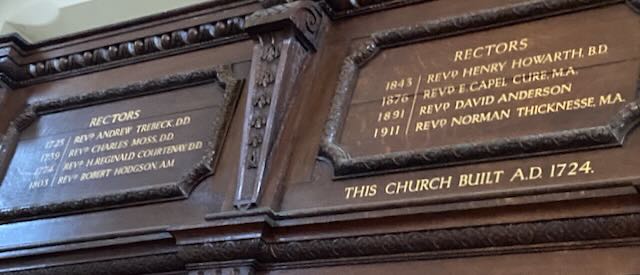 RECTORS
1725 REVD ANDREW TREBECK, D.D.
1759 REVD CHARLES MOSS, D.D.
1774 REVD H. REGINALD COURTENAY, D.D.
1803 REVD ROBERT HODGSON, A.M.
RECTORS
1845 REVD HENRY HOWARTH, B.D.
1876 REVD E CAPEL CURE, M.A.
1891 REVD DAVID ANDERSON
1911 REVD NORMAN THICKNESSE, M.A.
THIS CHURCH BUILT A.D. 1724.